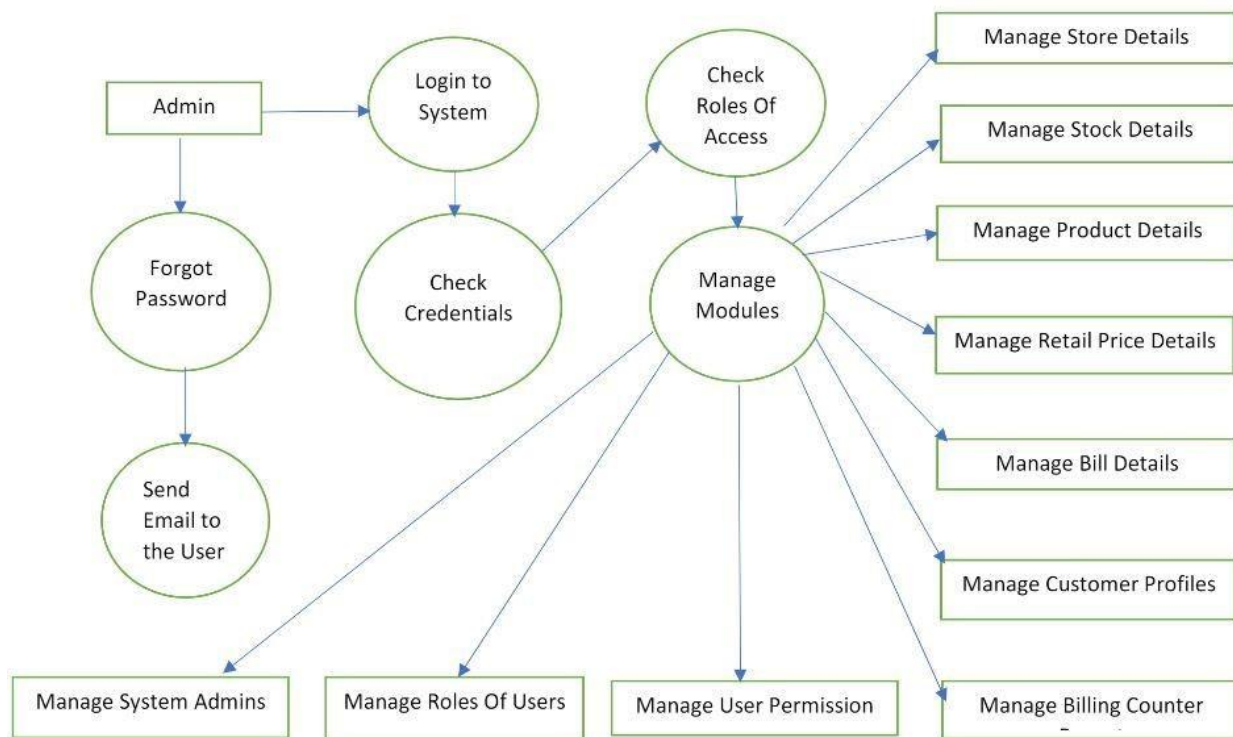 Admin
Login to
System
Check
Roles Of
Access
Manage Store Details
Manage Stock Details
Manage Product Details
Forgot
Password
Check
Credentials
Manage
Modules
Manage Retail Price Details
Manage Bill Details
Send
Email to
the User
Manage Customer Profiles
Manage System Admins
Manage Roles Of Users
Manage User Permission
Manage Billing Counter